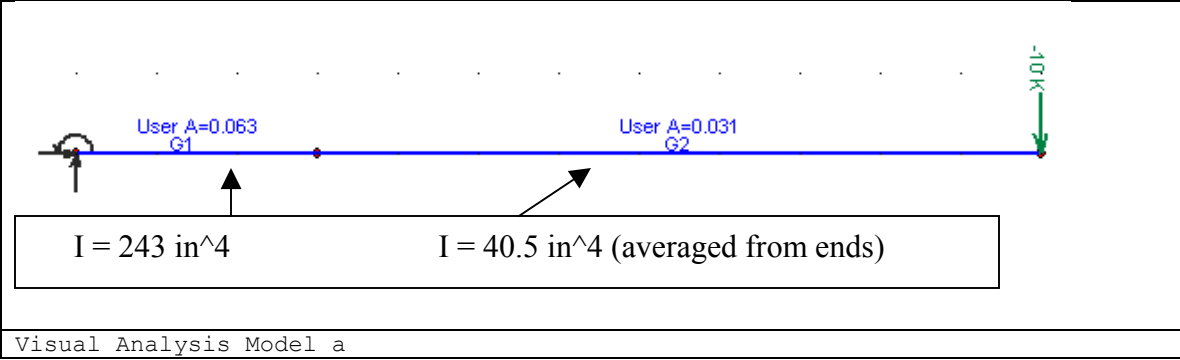 -10 K
User A=0.063
G1
User A=0.031
G2
I = 243 in^4
I = 40.5 in^4 (averaged from ends)
Visual Analysis Model a